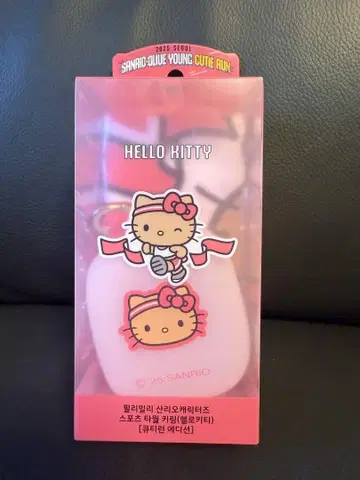 2025 SEOUL
SANRIO·OLIVE YOUNG CUTIE RUN
HELLO KITTY
© '25 SANRIO
필리밀리 산리오캐릭터즈
스포츠 타월 키링(헬로키티)
[큐티런 에디션]